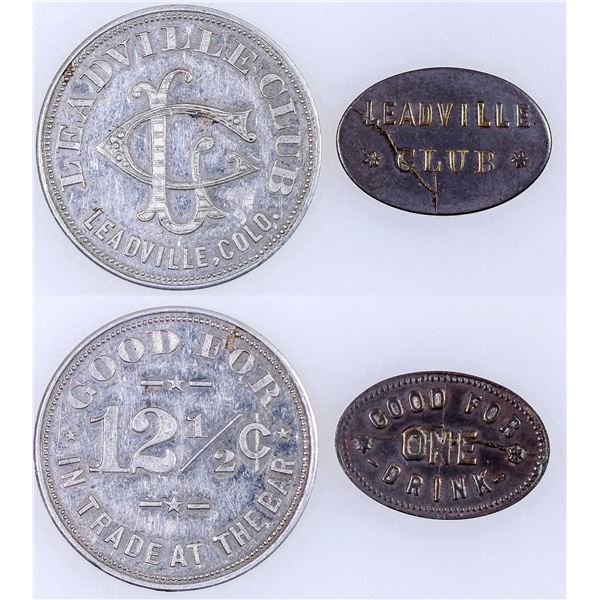 LEADVILLE CLUB
LC
LEADVILLE, COLO.
LEADVILLE
* CLUB *
GOOD FOR
12 1/2 ¢
IN TRADE AT THE BAR
GOOD FOR
ONE
DRINK